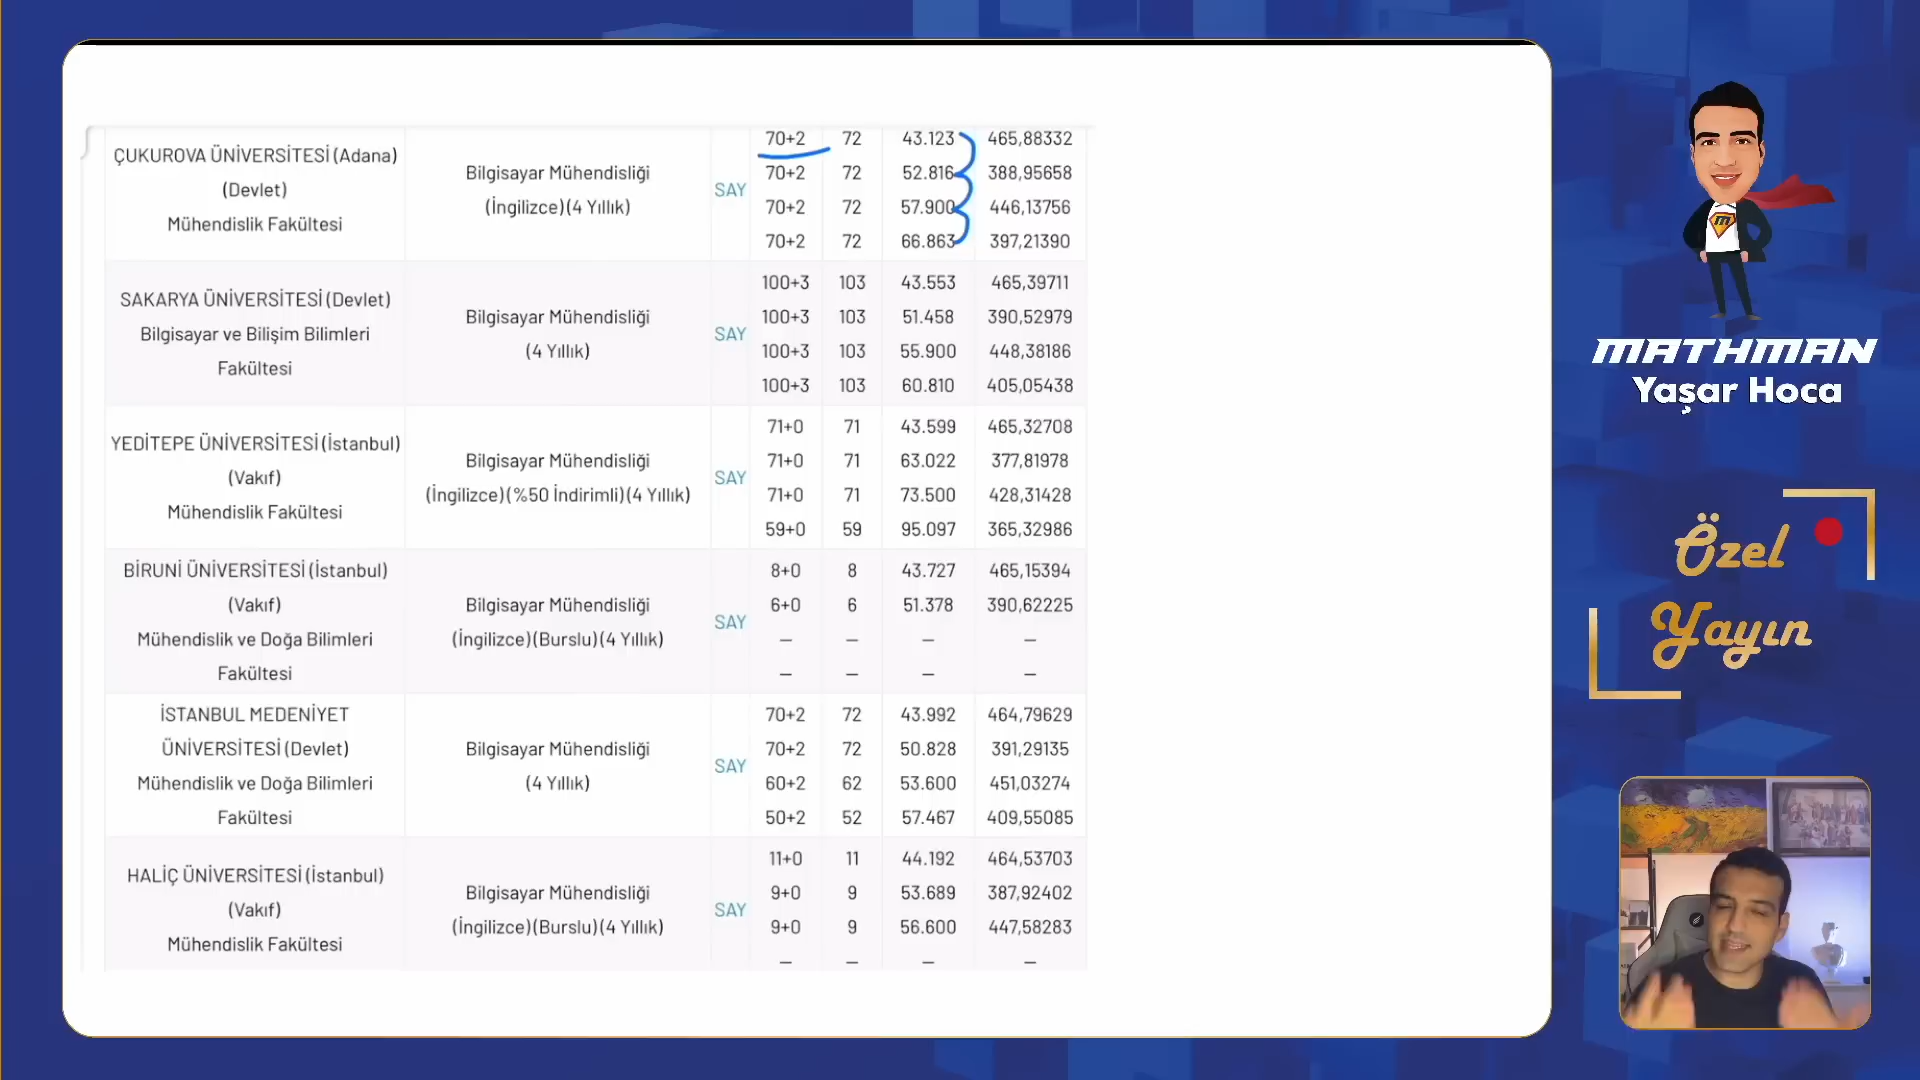 ÇUKUROVA ÜNİVERSİTESİ (Adana)
(Devlet)
Mühendislik Fakültesi
Bilgisayar Mühendisliği
(İngilizce) (4 Yıllık)
SAY
70+2 72 43.123 465,88332
70+2 72 52.816 388,95658
70+2 72 57.900 446,13756
70+2 72 66.863 397,21390
SAKARYA ÜNİVERSİTESİ (Devlet)
Bilgisayar ve Bilişim Bilimleri
Fakültesi
Bilgisayar Mühendisliği
(4 Yıllık)
SAY
100+3 103 43.553 465,39711
100+3 103 51.458 390,52979
100+3 103 55.900 448,38186
100+3 103 60.810 405,05438
YEDİTEPE ÜNİVERSİTESİ (İstanbul)
(Vakıf)
Mühendislik Fakültesi
Bilgisayar Mühendisliği
(İngilizce) (%50 İndirimli) (4 Yıllık)
SAY
71+0 71 43.599 465,32708
71+0 71 63.022 377,81978
71+0 71 73.500 428,31428
59+0 59 95.097 365,32986
BİRUNİ ÜNİVERSİTESİ (İstanbul)
(Vakıf)
Mühendislik ve Doğa Bilimleri
Fakültesi
Bilgisayar Mühendisliği
(İngilizce) (Burslu) (4 Yıllık)
SAY
8+0 8 43.727 465,15394
6+0 6 51.378 390,62225
— — — —
— — — —
İSTANBUL MEDENİYET
ÜNİVERSİTESİ (Devlet)
Mühendislik ve Doğa Bilimleri
Fakültesi
Bilgisayar Mühendisliği
(4 Yıllık)
SAY
70+2 72 43.992 464,79629
70+2 72 50.828 391,29135
60+2 62 53.600 451,03274
50+2 52 57.467 409,55085
HALİÇ ÜNİVERSİTESİ (İstanbul)
(Vakıf)
Mühendislik Fakültesi
Bilgisayar Mühendisliği
(İngilizce) (Burslu) (4 Yıllık)
SAY
11+0 11 44.192 464,53703
9+0 9 53.689 387,92402
9+0 9 56.600 447,58283
— — — —
m
MATHMAN
Yaşar Hoca
Özel
Yayın